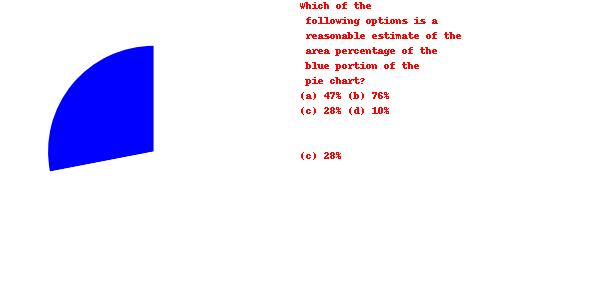 Which of the
following options is a
reasonable estimate of the
area percentage of the
blue portion of the
pie chart?
(a) 47% (b) 76%
(c) 28% (d) 10%
(c) 28%